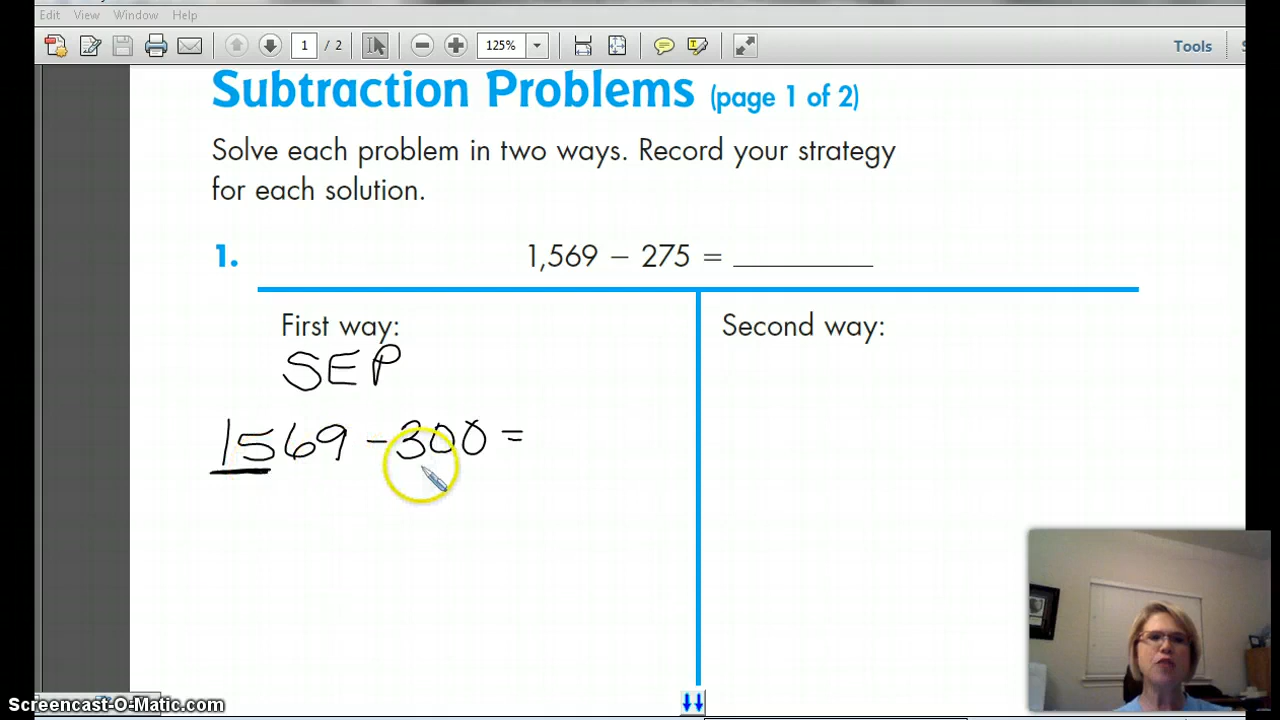 Edit View Window Help
1 / 2 125% Tools
Subtraction Problems (page 1 of 2)
Solve each problem in two ways. Record your strategy
for each solution.
1. 1,569 – 275 = ________
First way:
SEP
1569 - 300 =
Second way:
Screencast-O-Matic.com